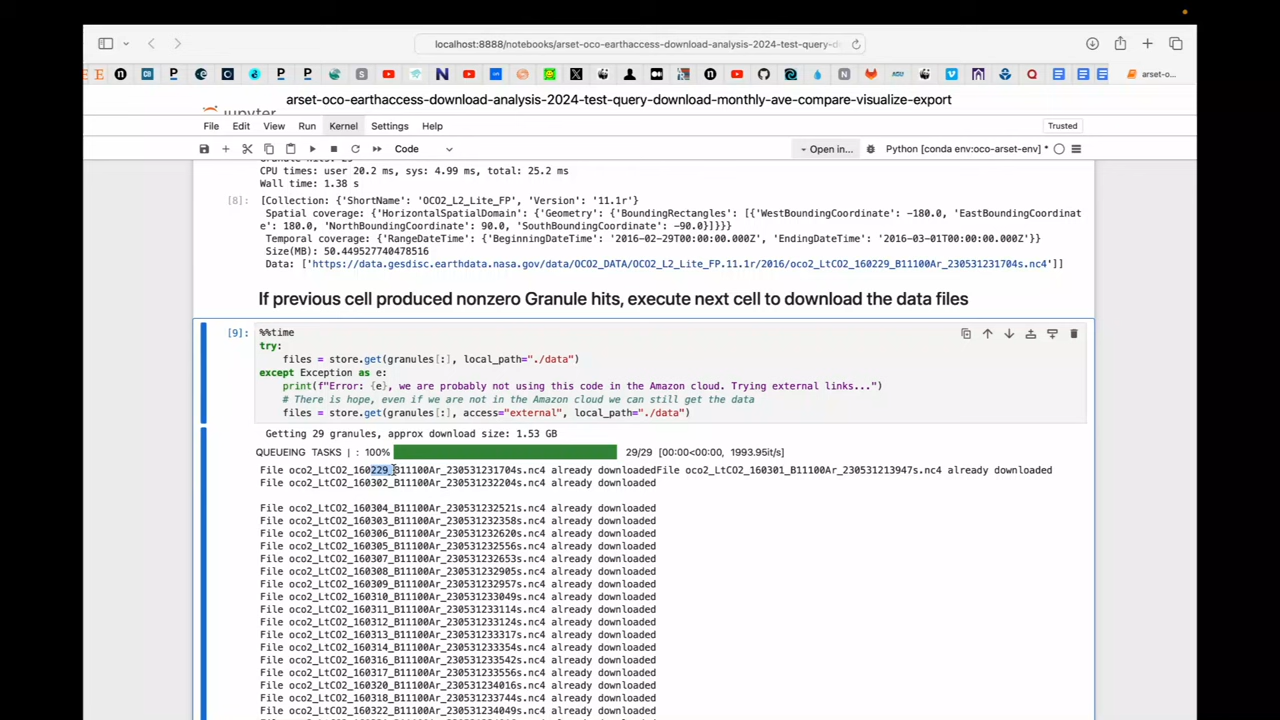 localhost:8888/notebooks/arset-oco-earthaccess-download-analysis-2024-test-query-d
arset-o...
jupyter
arset-oco-earthaccess-download-analysis-2024-test-query-download-monthly-ave-compare-visualize-export
File Edit View Run Kernel Settings Help
Trusted
Code
Open in...
Python [conda env:oco-arset-env] *
CPU times: user 20.2 ms, sys: 4.99 ms, total: 25.2 ms
Wall time: 1.38 s
[8]: [Collection: {'ShortName': 'OCO2_L2_Lite_FP', 'Version': '11.1r'}
Spatial coverage: {'HorizontalSpatialDomain': {'Geometry': {'BoundingRectangles': [{'WestBoundingCoordinate': -180.0, 'EastBoundingCoordinat
e': 180.0, 'NorthBoundingCoordinate': 90.0, 'SouthBoundingCoordinate': -90.0}]}}}
Temporal coverage: {'RangeDateTime': {'BeginningDateTime': '2016-02-29T00:00:00.000Z', 'EndingDateTime': '2016-03-01T00:00:00.000Z'}}
Size(MB): 50.449527740478516
Data: ['https://data.gesdisc.earthdata.nasa.gov/data/OCO2_DATA/OCO2_L2_Lite_FP.11.1r/2016/oco2_LtCO2_160229_B11100Ar_230531231704s.nc4']]
If previous cell produced nonzero Granule hits, execute next cell to download the data files
[9]: %%time
try:
files = store.get(granules[:], local_path="./data")
except Exception as e:
print(f"Error: {e}, we are probably not using this code in the Amazon cloud. Trying external links...")
# There is hope, even if we are not in the Amazon cloud we can still get the data
files = store.get(granules[:], access="external", local_path="./data")
Getting 29 granules, approx download size: 1.53 GB
QUEUEING TASKS | : 100% 29/29 [00:00<00:00, 1993.95it/s]
File oco2_LtCO2_160229_B11100Ar_230531231704s.nc4 already downloadedFile oco2_LtCO2_160301_B11100Ar_230531213947s.nc4 already downloaded
File oco2_LtCO2_160302_B11100Ar_230531232204s.nc4 already downloaded
File oco2_LtCO2_160304_B11100Ar_230531232521s.nc4 already downloaded
File oco2_LtCO2_160303_B11100Ar_230531232358s.nc4 already downloaded
File oco2_LtCO2_160306_B11100Ar_230531232620s.nc4 already downloaded
File oco2_LtCO2_160305_B11100Ar_230531232556s.nc4 already downloaded
File oco2_LtCO2_160307_B11100Ar_230531232653s.nc4 already downloaded
File oco2_LtCO2_160308_B11100Ar_230531232905s.nc4 already downloaded
File oco2_LtCO2_160309_B11100Ar_230531232957s.nc4 already downloaded
File oco2_LtCO2_160310_B11100Ar_230531233049s.nc4 already downloaded
File oco2_LtCO2_160311_B11100Ar_230531233114s.nc4 already downloaded
File oco2_LtCO2_160312_B11100Ar_230531233124s.nc4 already downloaded
File oco2_LtCO2_160313_B11100Ar_230531233317s.nc4 already downloaded
File oco2_LtCO2_160314_B11100Ar_230531233354s.nc4 already downloaded
File oco2_LtCO2_160316_B11100Ar_230531233542s.nc4 already downloaded
File oco2_LtCO2_160317_B11100Ar_230531233556s.nc4 already downloaded
File oco2_LtCO2_160320_B11100Ar_230531234016s.nc4 already downloaded
File oco2_LtCO2_160318_B11100Ar_230531233744s.nc4 already downloaded
File oco2_LtCO2_160322_B11100Ar_230531234049s.nc4 already downloaded